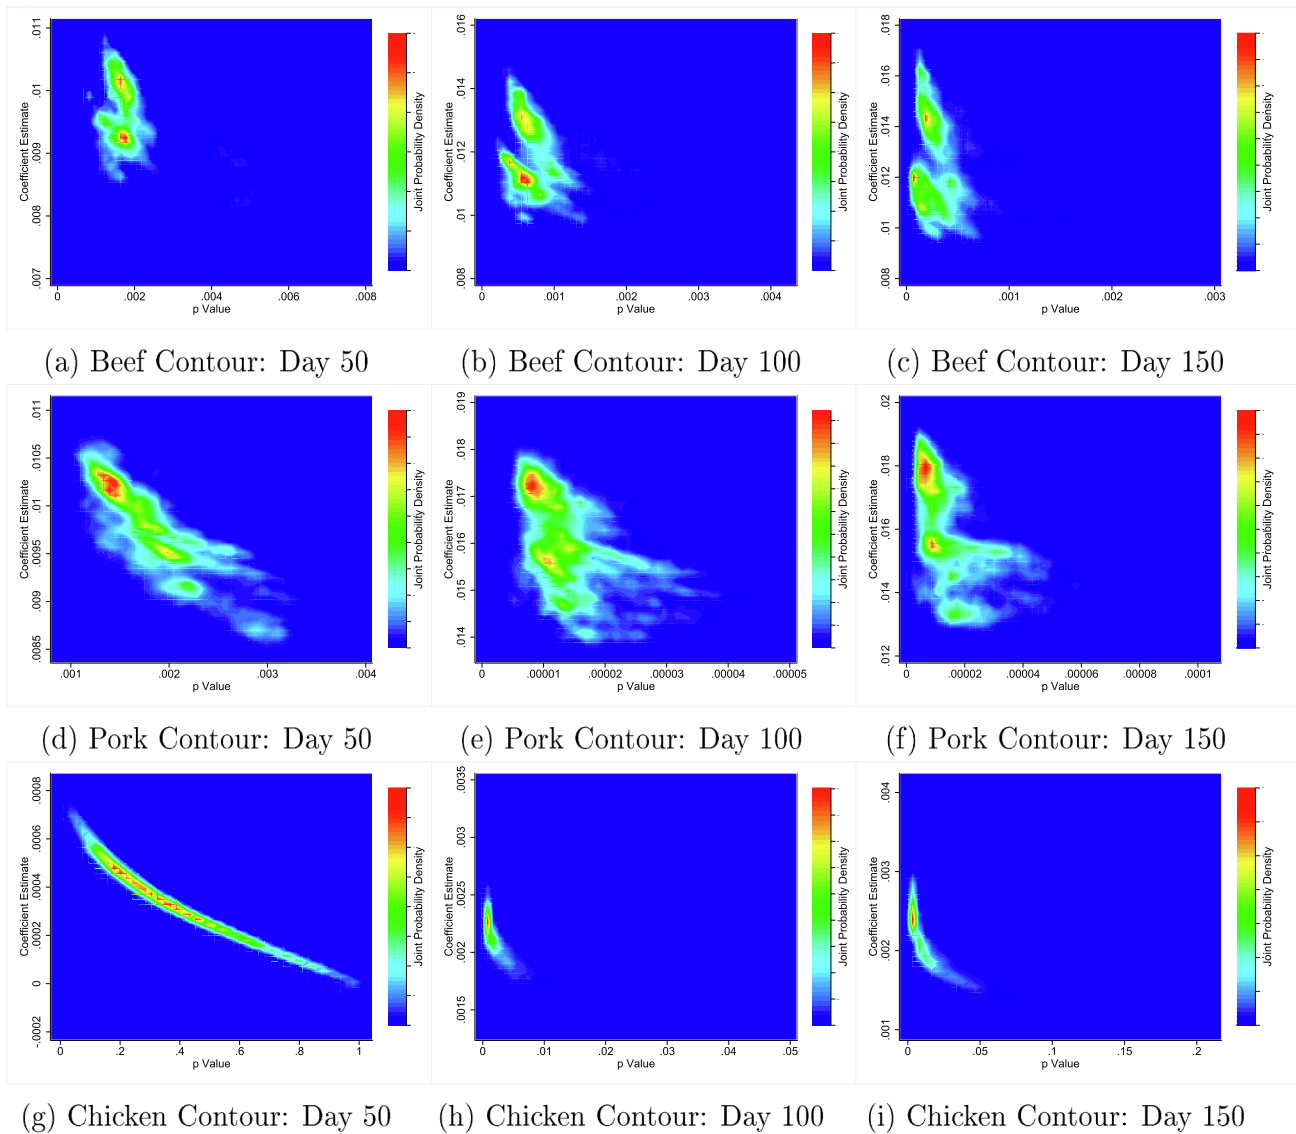 .011
.01
.009
.008
.007
Coefficient Estimate
0
.002
.004
.006
.008
p Value
Joint Probability Density
(a) Beef Contour: Day 50
.016
.014
.012
.01
.008
Coefficient Estimate
0
.001
.002
.003
.004
p Value
Joint Probability Density
(b) Beef Contour: Day 100
.018
.016
.014
.012
.01
.008
Coefficient Estimate
0
.001
.002
.003
p Value
Joint Probability Density
(c) Beef Contour: Day 150
.011
.0105
.01
.0095
.009
.0085
Coefficient Estimate
.001
.002
.003
.004
p Value
Joint Probability Density
(d) Pork Contour: Day 50
.019
.018
.017
.016
.015
.014
Coefficient Estimate
0
.00001
.00002
.00003
.00004
.00005
p Value
Joint Probability Density
(e) Pork Contour: Day 100
.02
.018
.016
.014
.012
Coefficient Estimate
0
.00002
.00004
.00006
.00008
.0001
p Value
Joint Probability Density
(f) Pork Contour: Day 150
.0008
.0006
.0004
.0002
0
-.0002
Coefficient Estimate
0
.2
.4
.6
.8
1
p Value
Joint Probability Density
(g) Chicken Contour: Day 50
.0035
.003
.0025
.002
.0015
Coefficient Estimate
0
.01
.02
.03
.04
.05
p Value
Joint Probability Density
(h) Chicken Contour: Day 100
.004
.003
.002
.001
Coefficient Estimate
0
.05
.1
.15
.2
p Value
Joint Probability Density
(i) Chicken Contour: Day 150